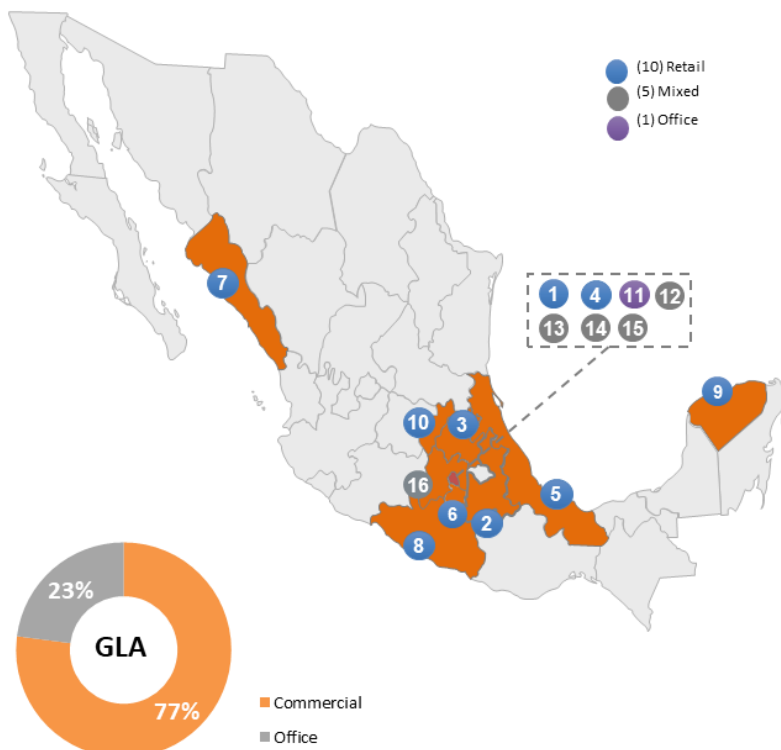 (10) Retail
(5) Mixed
(1) Office
7
1 4 11 12
13 14 15
9
10 3
16
5
6 2
8
23%
GLA
77%
Commercial
Office